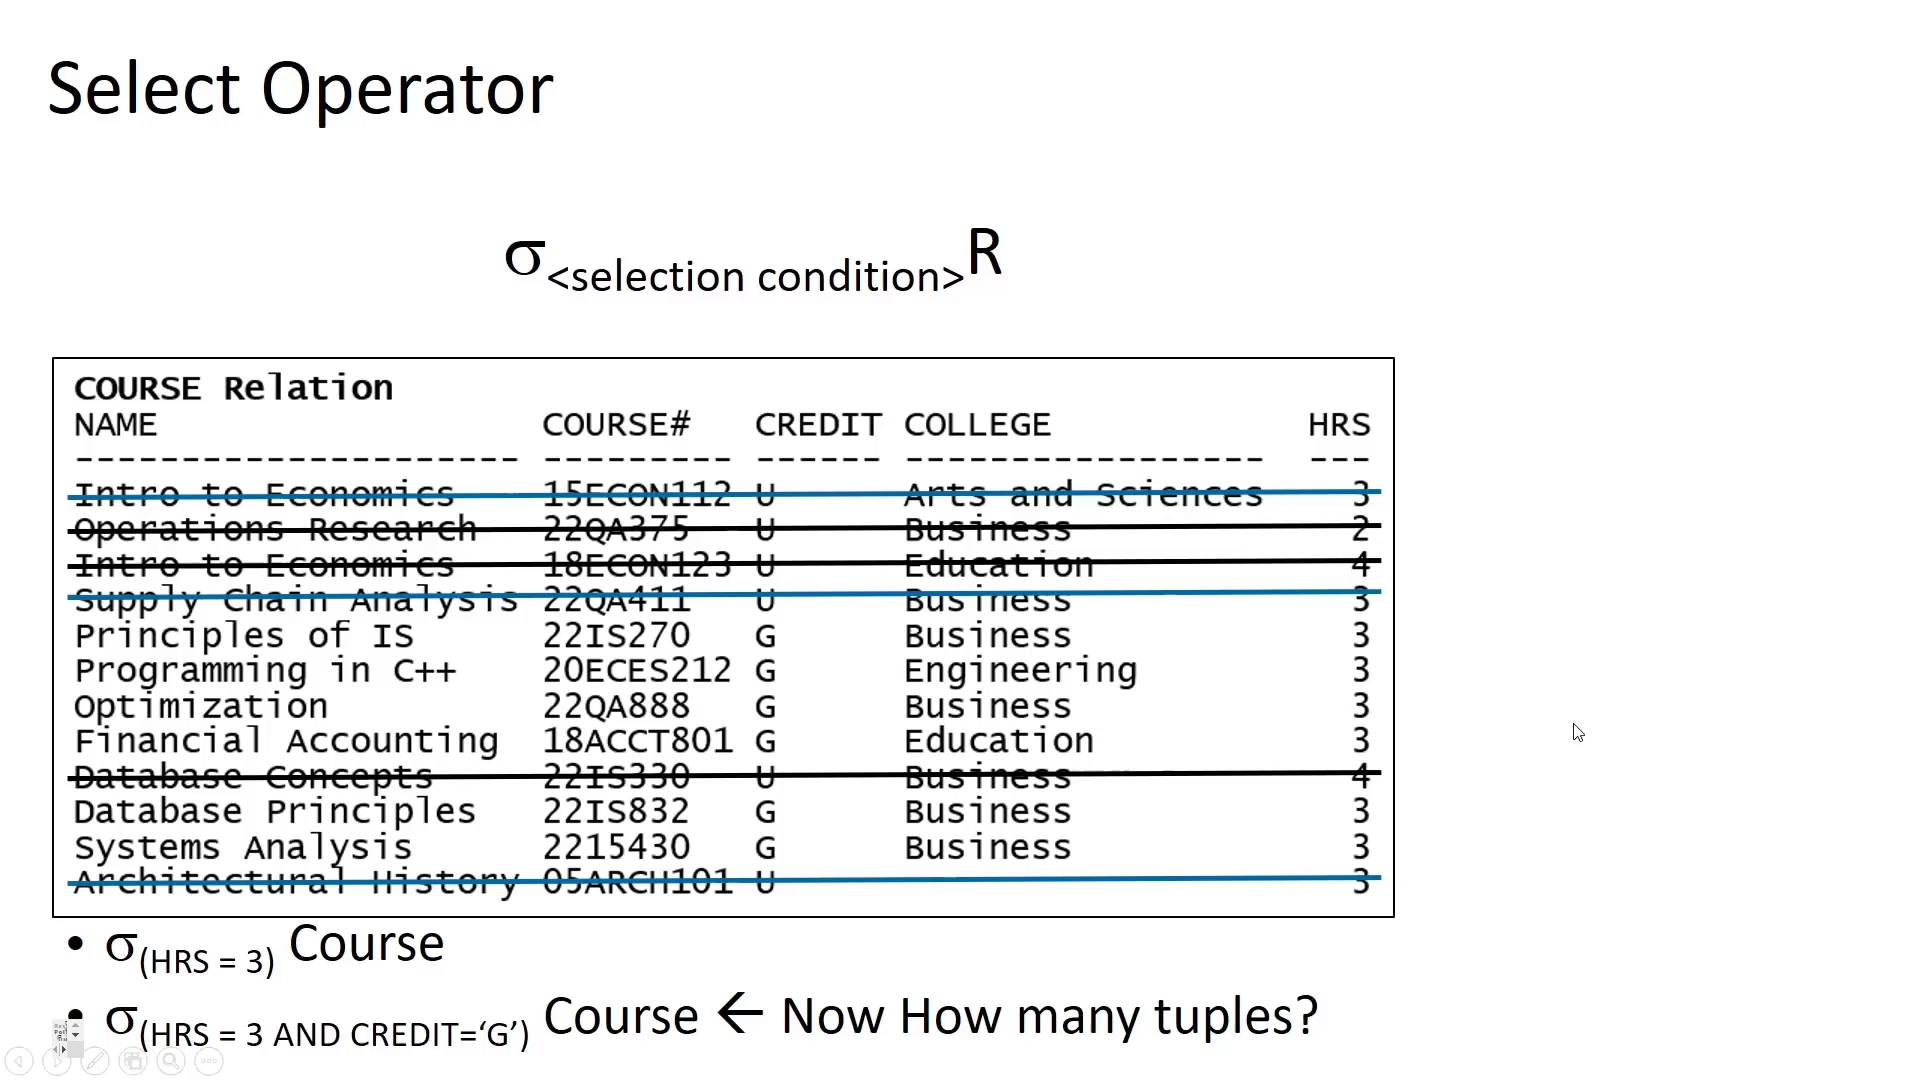 Select Operator
σ<selection condition>R
COURSE Relation
NAME COURSE# CREDIT COLLEGE HRS
--------------------- --------- ------ ----------------- ---
Intro to Economics 15ECON112 U Arts and Sciences 3
Operations Research 22QA375 U Business 2
Intro to Economics 18ECON123 U Education 4
Supply Chain Analysis 22QA411 U Business 3
Principles of IS 22IS270 G Business 3
Programming in C++ 20ECES212 G Engineering 3
Optimization 22QA888 G Business 3
Financial Accounting 18ACCT801 G Education 3
Database Concepts 22IS330 U Business 4
Database Principles 22IS832 G Business 3
Systems Analysis 2215430 G Business 3
Architectural History 05ARCH101 U 3
• σ(HRS = 3) Course
• σ(HRS = 3 AND CREDIT=‘G’) Course ← Now How many tuples?